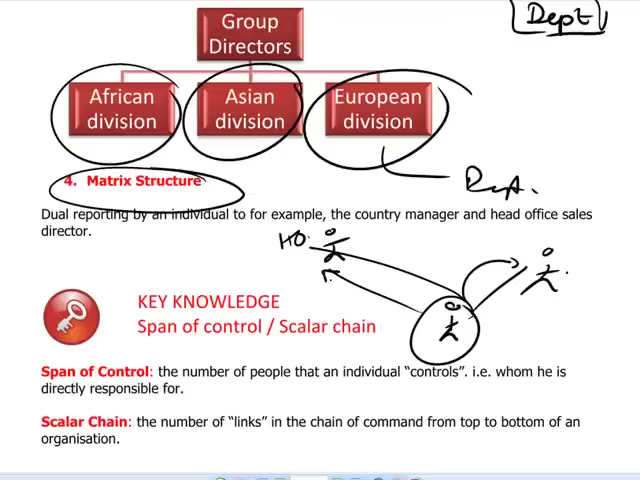 Dept
Group
Directors
African
division
Asian
division
European
division
4. Matrix Structure
Dept.
Dual reporting by an individual to for example, the country manager and head office sales
director.
HO.
KEY KNOWLEDGE
Span of control / Scalar chain
Span of Control: the number of people that an individual “controls”. i.e. whom he is
directly responsible for.
Scalar Chain: the number of “links” in the chain of command from top to bottom of an
organisation.